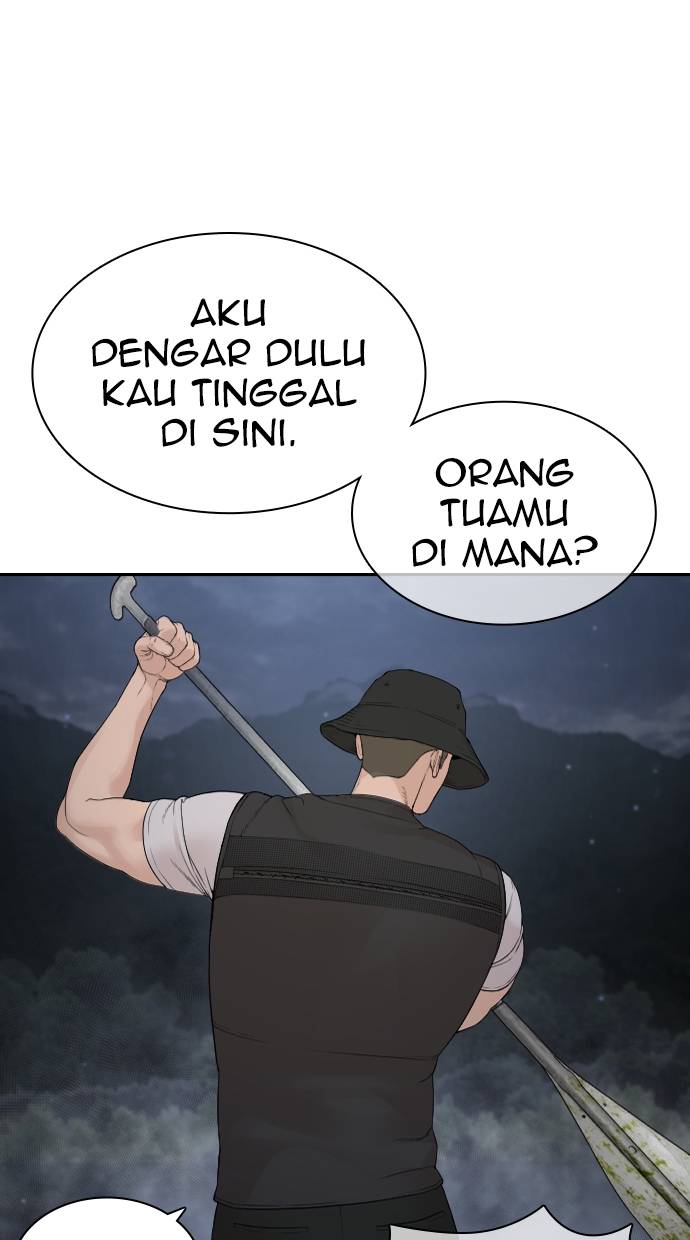 AKU
DENGAR DULU
KAU TINGGAL
DI SINI.
ORANG
TUAMU
DI MANA?